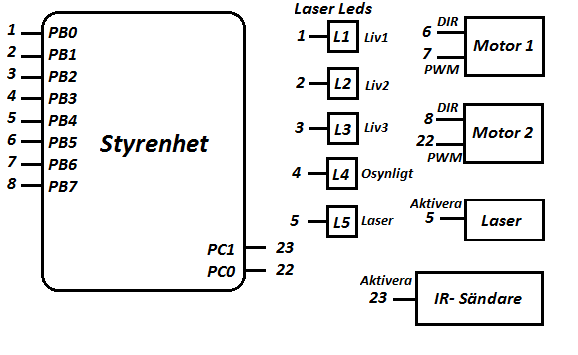 1 PB0
2 PB1
3 PB2
4 PB3
5 PB4
6 PB5
7 PB6
8 PB7
Styrenhet
PC1 23
PC0 22
Laser Leds
1 L1 Liv1
2 L2 Liv2
3 L3 Liv3
4 L4 Osynligt
5 L5 Laser
DIR
6
7
PWM
Motor 1
DIR
8
22
PWM
Motor 2
Aktivera
5
Laser
Aktivera
23
IR- Sändare